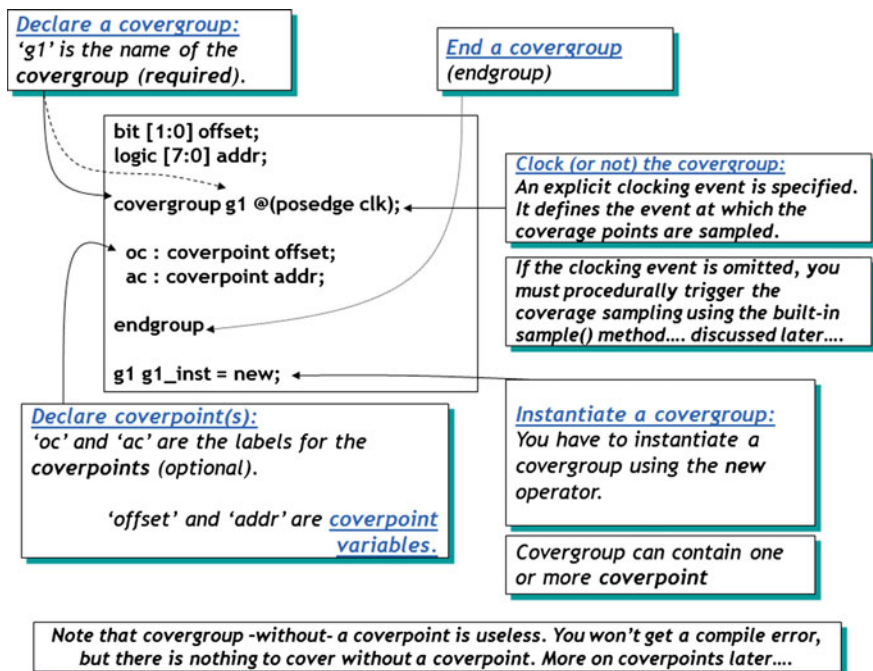 Declare a covergroup:
‘g1’ is the name of the
covergroup (required).
End a covergroup
(endgroup)
bit [1:0] offset;
logic [7:0] addr;
covergroup g1 @(posedge clk);
oc : coverpoint offset;
ac : coverpoint addr;
endgroup
g1 g1_inst = new;
Clock (or not) the covergroup:
An explicit clocking event is specified.
It defines the event at which the
coverage points are sampled.
If the clocking event is omitted, you
must procedurally trigger the
coverage sampling using the built-in
sample() method…. discussed later….
Declare coverpoint(s):
‘oc’ and ‘ac’ are the labels for the
coverpoints (optional).
‘offset’ and ‘addr’ are coverpoint
variables.
Instantiate a covergroup:
You have to instantiate a
covergroup using the new
operator.
Covergroup can contain one
or more coverpoint
Note that covergroup –without- a coverpoint is useless. You won’t get a compile error,
but there is nothing to cover without a coverpoint. More on coverpoints later….